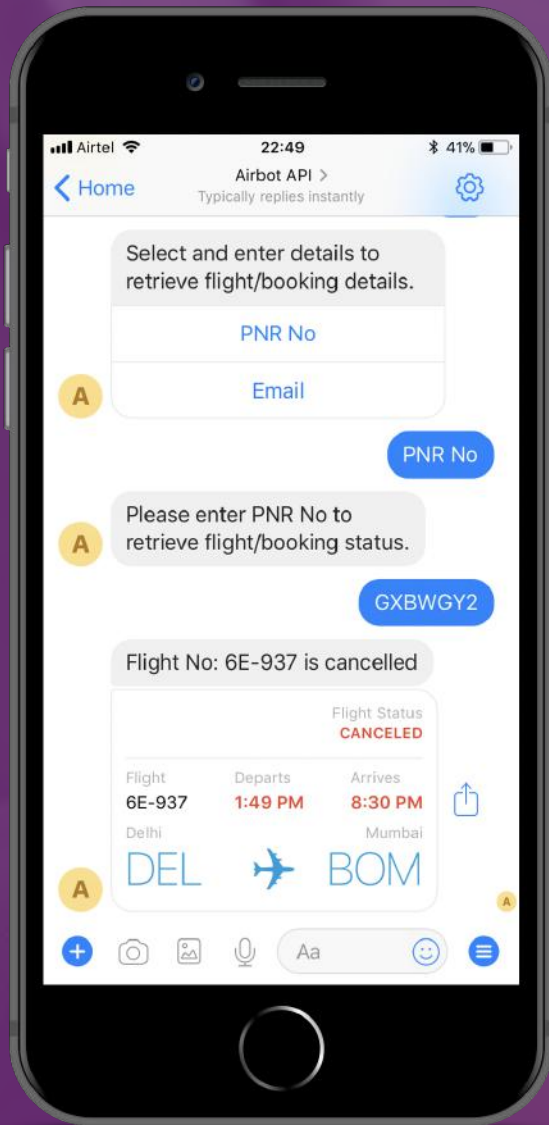 Airtel 22:49 41%
Home Airbot API >
Typically replies instantly
Select and enter details to
retrieve flight/booking details.
PNR No
Email
A
PNR No
Please enter PNR No to
retrieve flight/booking status.
A
GXBWGY2
Flight No: 6E-937 is cancelled
Flight Status
CANCELED
Flight Departs Arrives
6E-937 1:49 PM 8:30 PM
Delhi Mumbai
DEL BOM
A
A
Aa